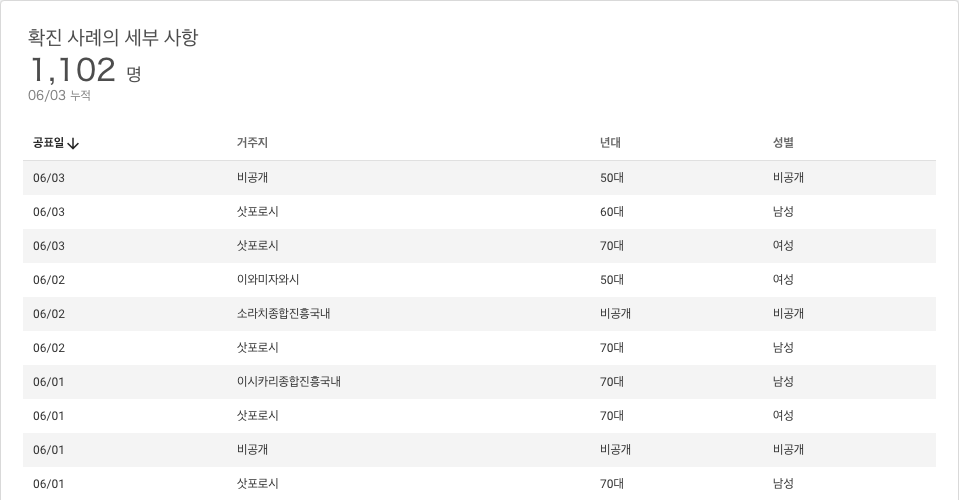 확진 사례의 세부 사항
1,102 명
06/03 누적
공표일 거주지 년대 성별
06/03 비공개 50대 비공개
06/03 삿포로시 60대 남성
06/03 삿포로시 70대 여성
06/02 이와미자와시 50대 여성
06/02 소라치종합진흥국내 비공개 비공개
06/02 삿포로시 70대 남성
06/01 이시카리종합진흥국내 70대 남성
06/01 삿포로시 70대 여성
06/01 비공개 비공개 비공개
06/01 삿포로시 70대 남성